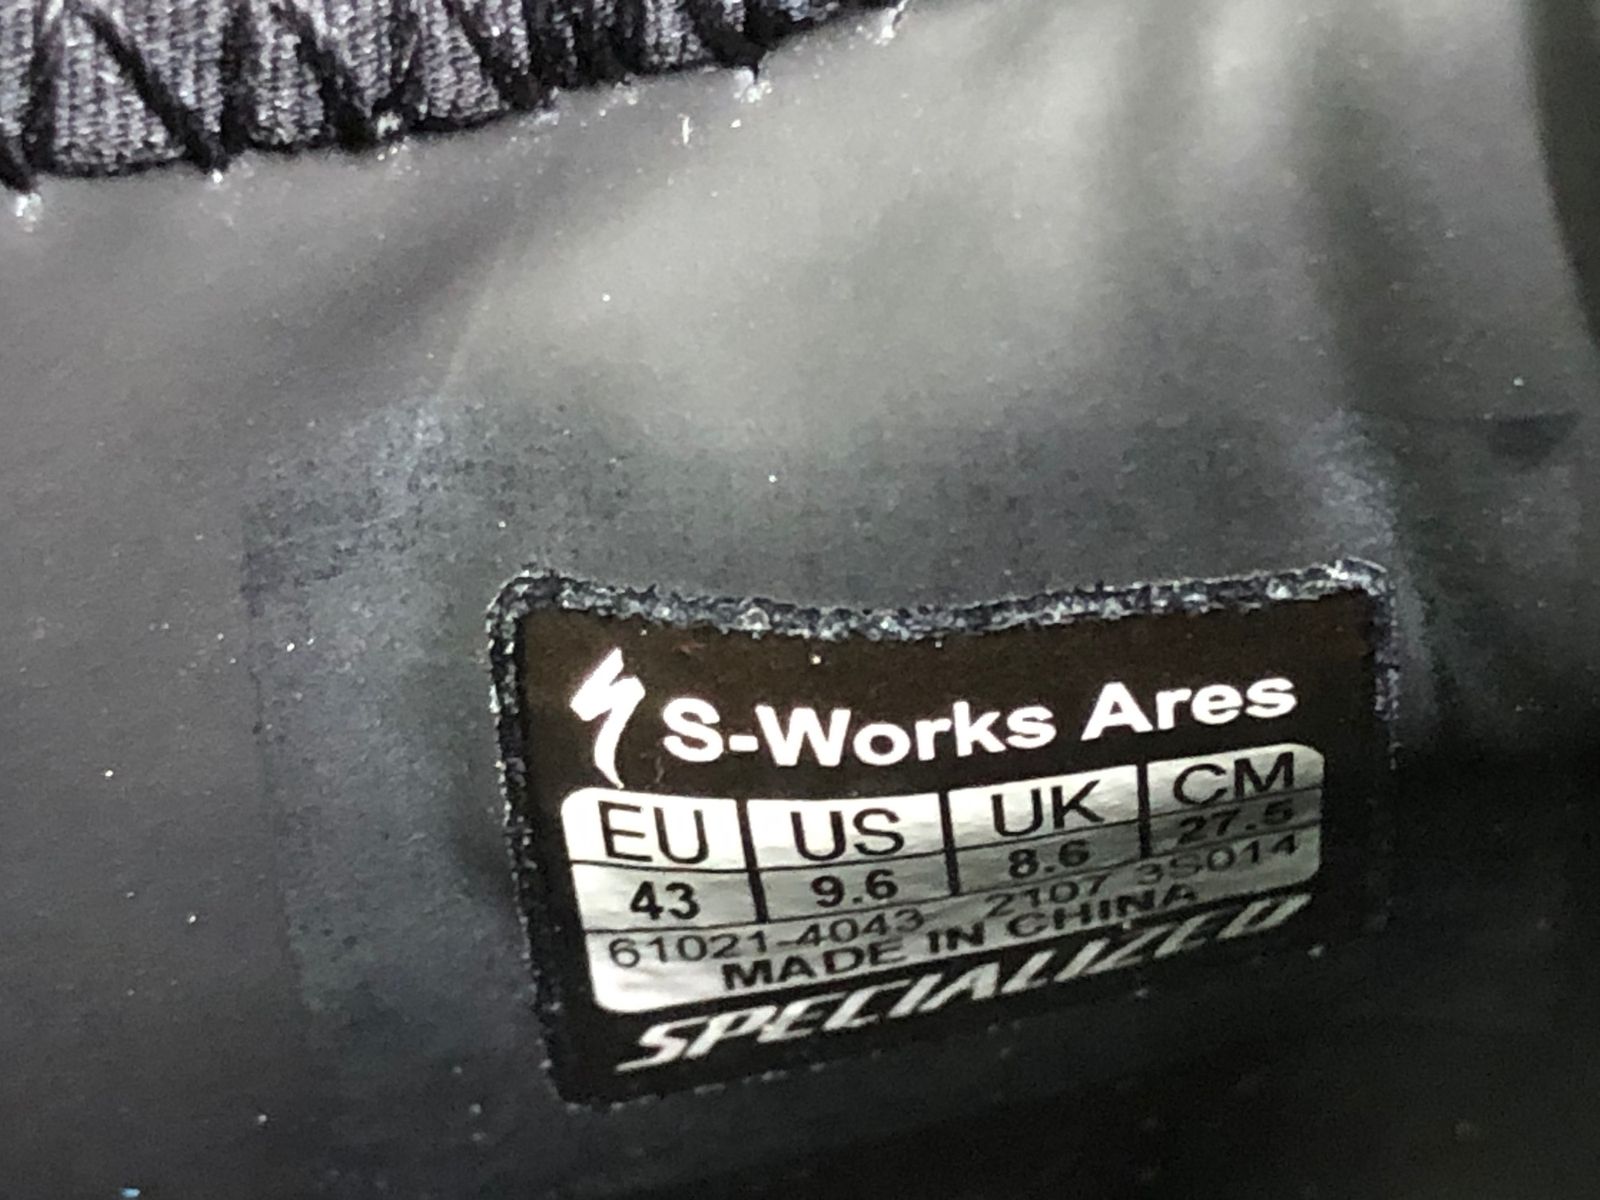 S-Works Ares
EU US UK CM
43 9.6 8.6 27.5
61021-4043 2107 3S014
MADE IN CHINA
SPECIALIZED